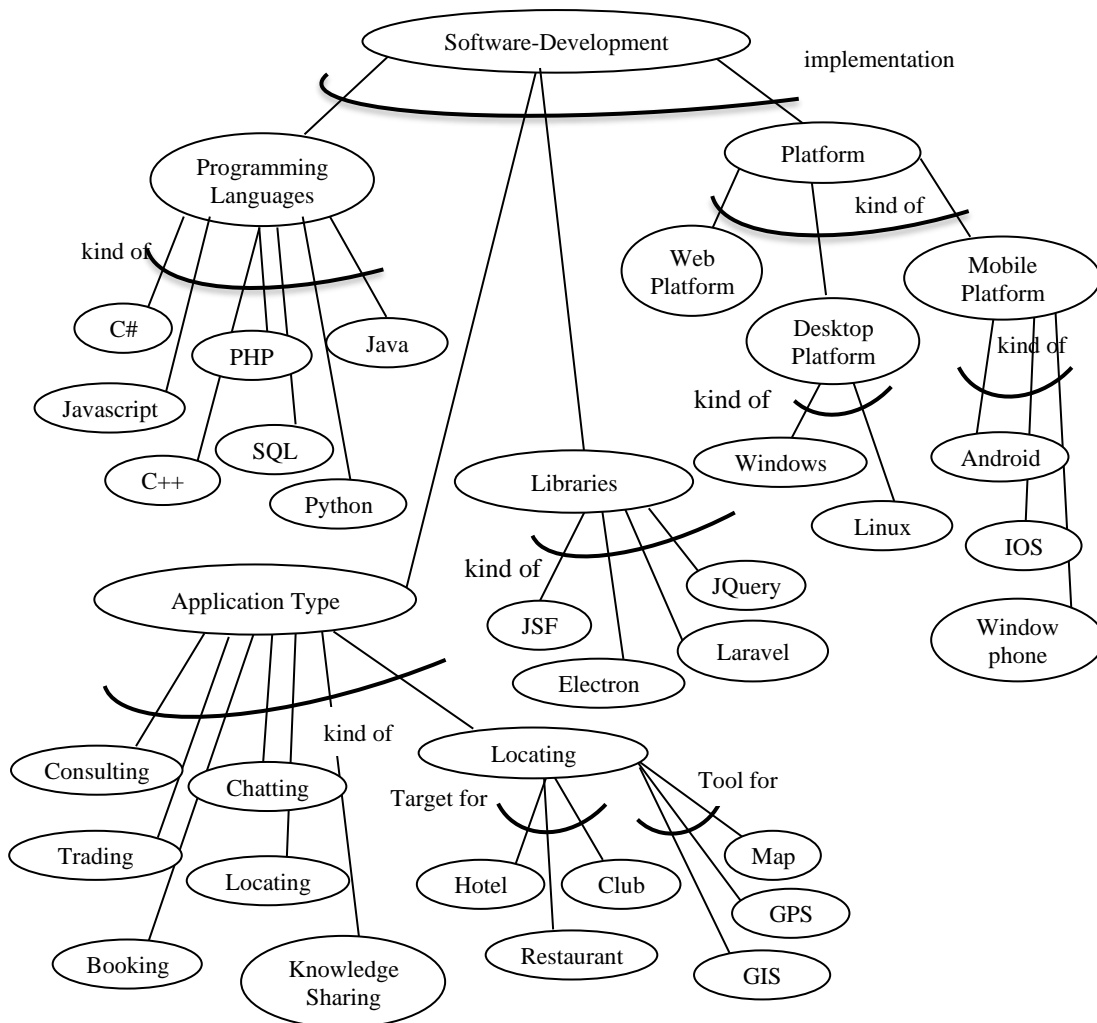 Software-Development
implementation
Programming
Languages
Platform
kind of
kind of
Web
Platform
Mobile
Platform
C#
PHP
Java
Desktop
Platform
kind of
Javascript
kind of
SQL
C++
Python
Windows
Android
Libraries
Linux
IOS
kind of
JQuery
Application Type
JSF
Laravel
Window
phone
Electron
kind of
Locating
Consulting
Chatting
Target for
Tool for
Trading
Locating
Hotel
Club
Map
GPS
Booking
Knowledge
Sharing
Restaurant
GIS